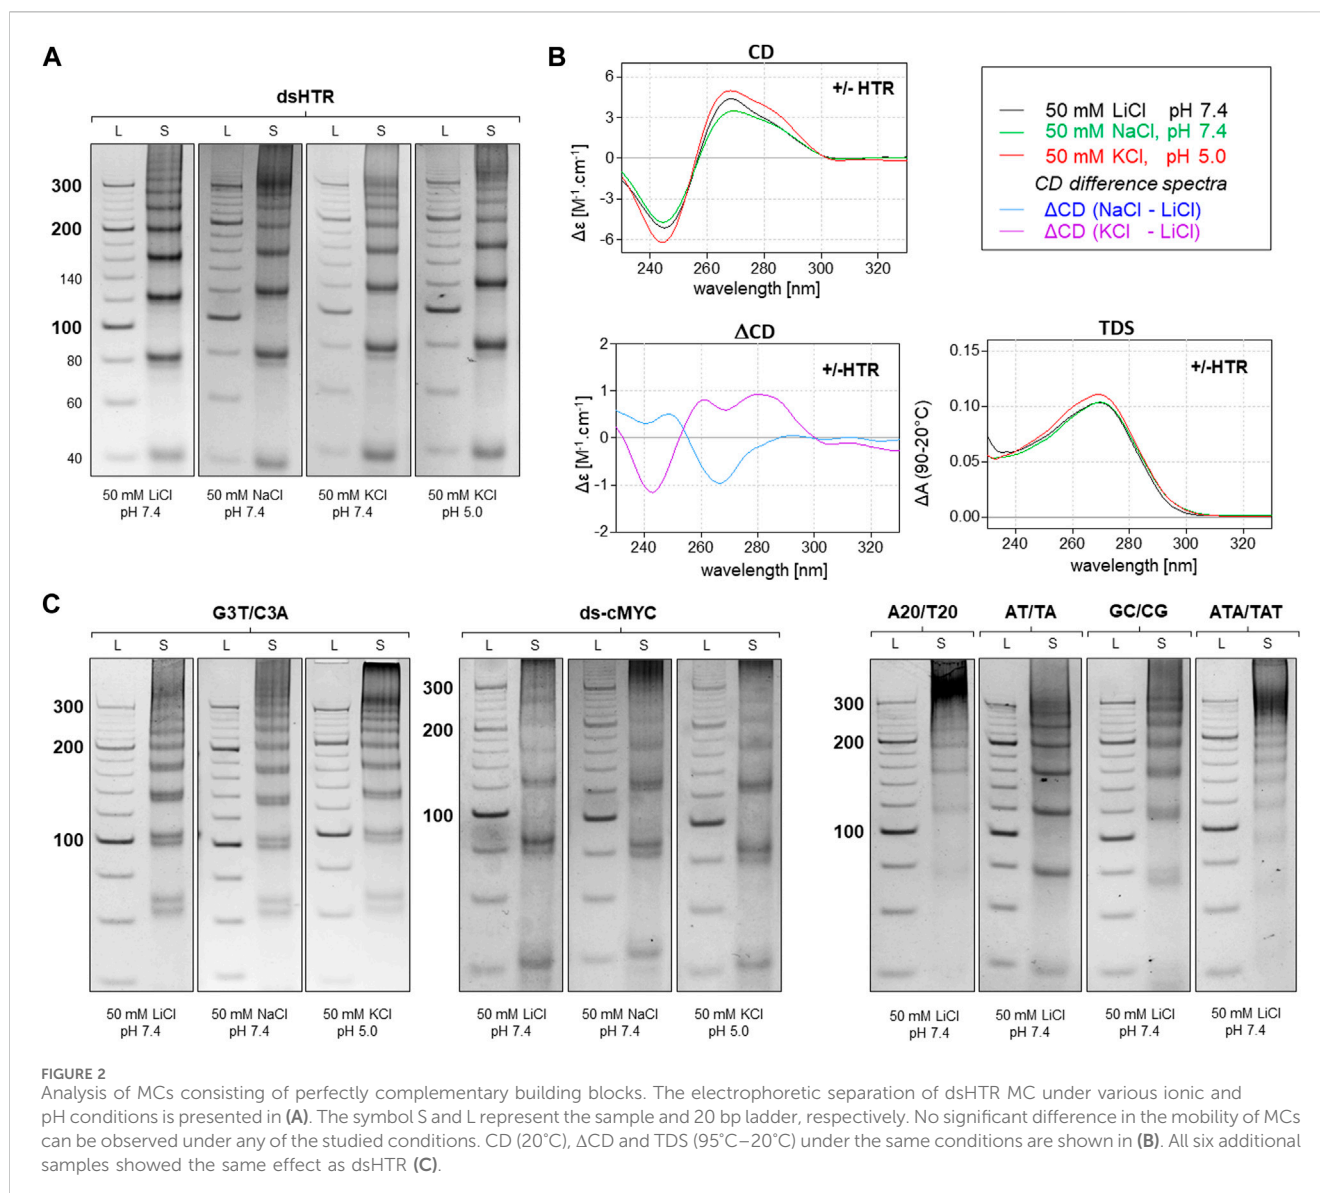 A
dsHTR
L S L S L S L S
300
200
140
100
80
60
40
50 mM LiCl
pH 7.4
50 mM NaCl
pH 7.4
50 mM KCl
pH 7.4
50 mM KCl
pH 5.0
B
CD
+/- HTR
6
3
0
-3
-6
Δε [M⁻¹.cm⁻¹]
240 260 280 300 320
wavelength [nm]
50 mM LiCl pH 7.4
50 mM NaCl, pH 7.4
50 mM KCl, pH 5.0
CD difference spectra
ΔCD (NaCl - LiCl)
ΔCD (KCl - LiCl)
ΔCD
+/-HTR
2
1
0
-1
-2
Δε [M⁻¹.cm⁻¹]
240 260 280 300 320
wavelength [nm]
TDS
+/-HTR
0.15
0.10
0.05
0.00
ΔA (90-20°C)
240 260 280 300 320
wavelength [nm]
C
G3T/C3A
L S L S L S
300
200
100
50 mM LiCl
pH 7.4
50 mM NaCl
pH 7.4
50 mM KCl
pH 5.0
ds-cMYC
L S L S L S
300
200
100
50 mM LiCl
pH 7.4
50 mM NaCl
pH 7.4
50 mM KCl
pH 5.0
A20/T20 AT/TA GC/CG ATA/TAT
L S L S L S L S
300
200
100
50 mM LiCl
pH 7.4
50 mM LiCl
pH 7.4
50 mM LiCl
pH 7.4
50 mM LiCl
pH 7.4
FIGURE 2
Analysis of MCs consisting of perfectly complementary building blocks. The electrophoretic separation of dsHTR MC under various ionic and
pH conditions is presented in (A). The symbol S and L represent the sample and 20 bp ladder, respectively. No significant difference in the mobility of MCs
can be observed under any of the studied conditions. CD (20°C), ΔCD and TDS (95°C–20°C) under the same conditions are shown in (B). All six additional
samples showed the same effect as dsHTR (C).